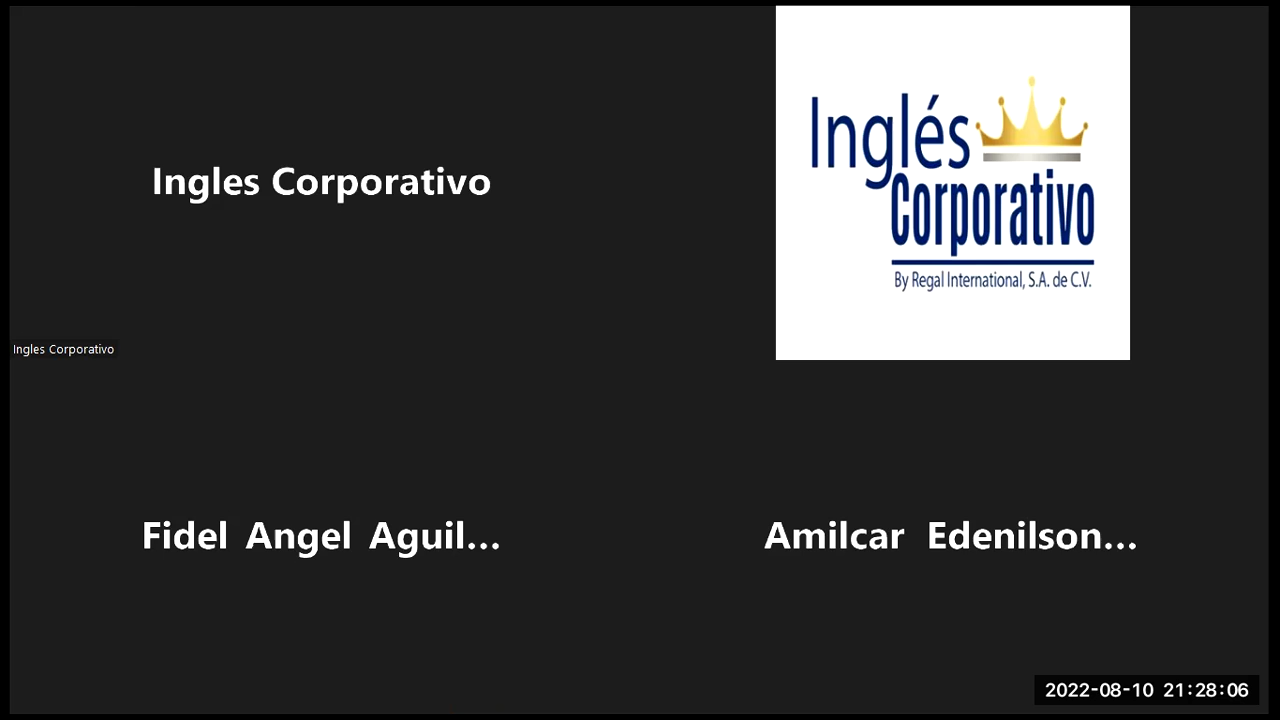 Ingles Corporativo
Inglés
Corporativo
By Regal International, S.A. de C.V.
Ingles Corporativo
Fidel Angel Aguil...
Amilcar Edenilson...
2022-08-10 21:28:06